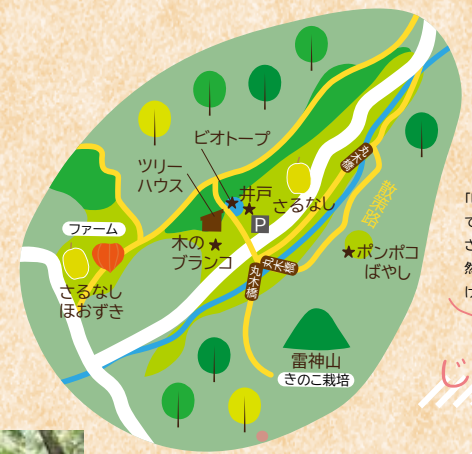 ビオトープ
ツリー
ハウス
井戸
さるなし
丸木橋
散策路
P
ファーム
木の
ブランコ
ポンポコ
ばやし
丸木橋
丸木橋
さるなし
ほおずき
雷神山
きのこ栽培
じ